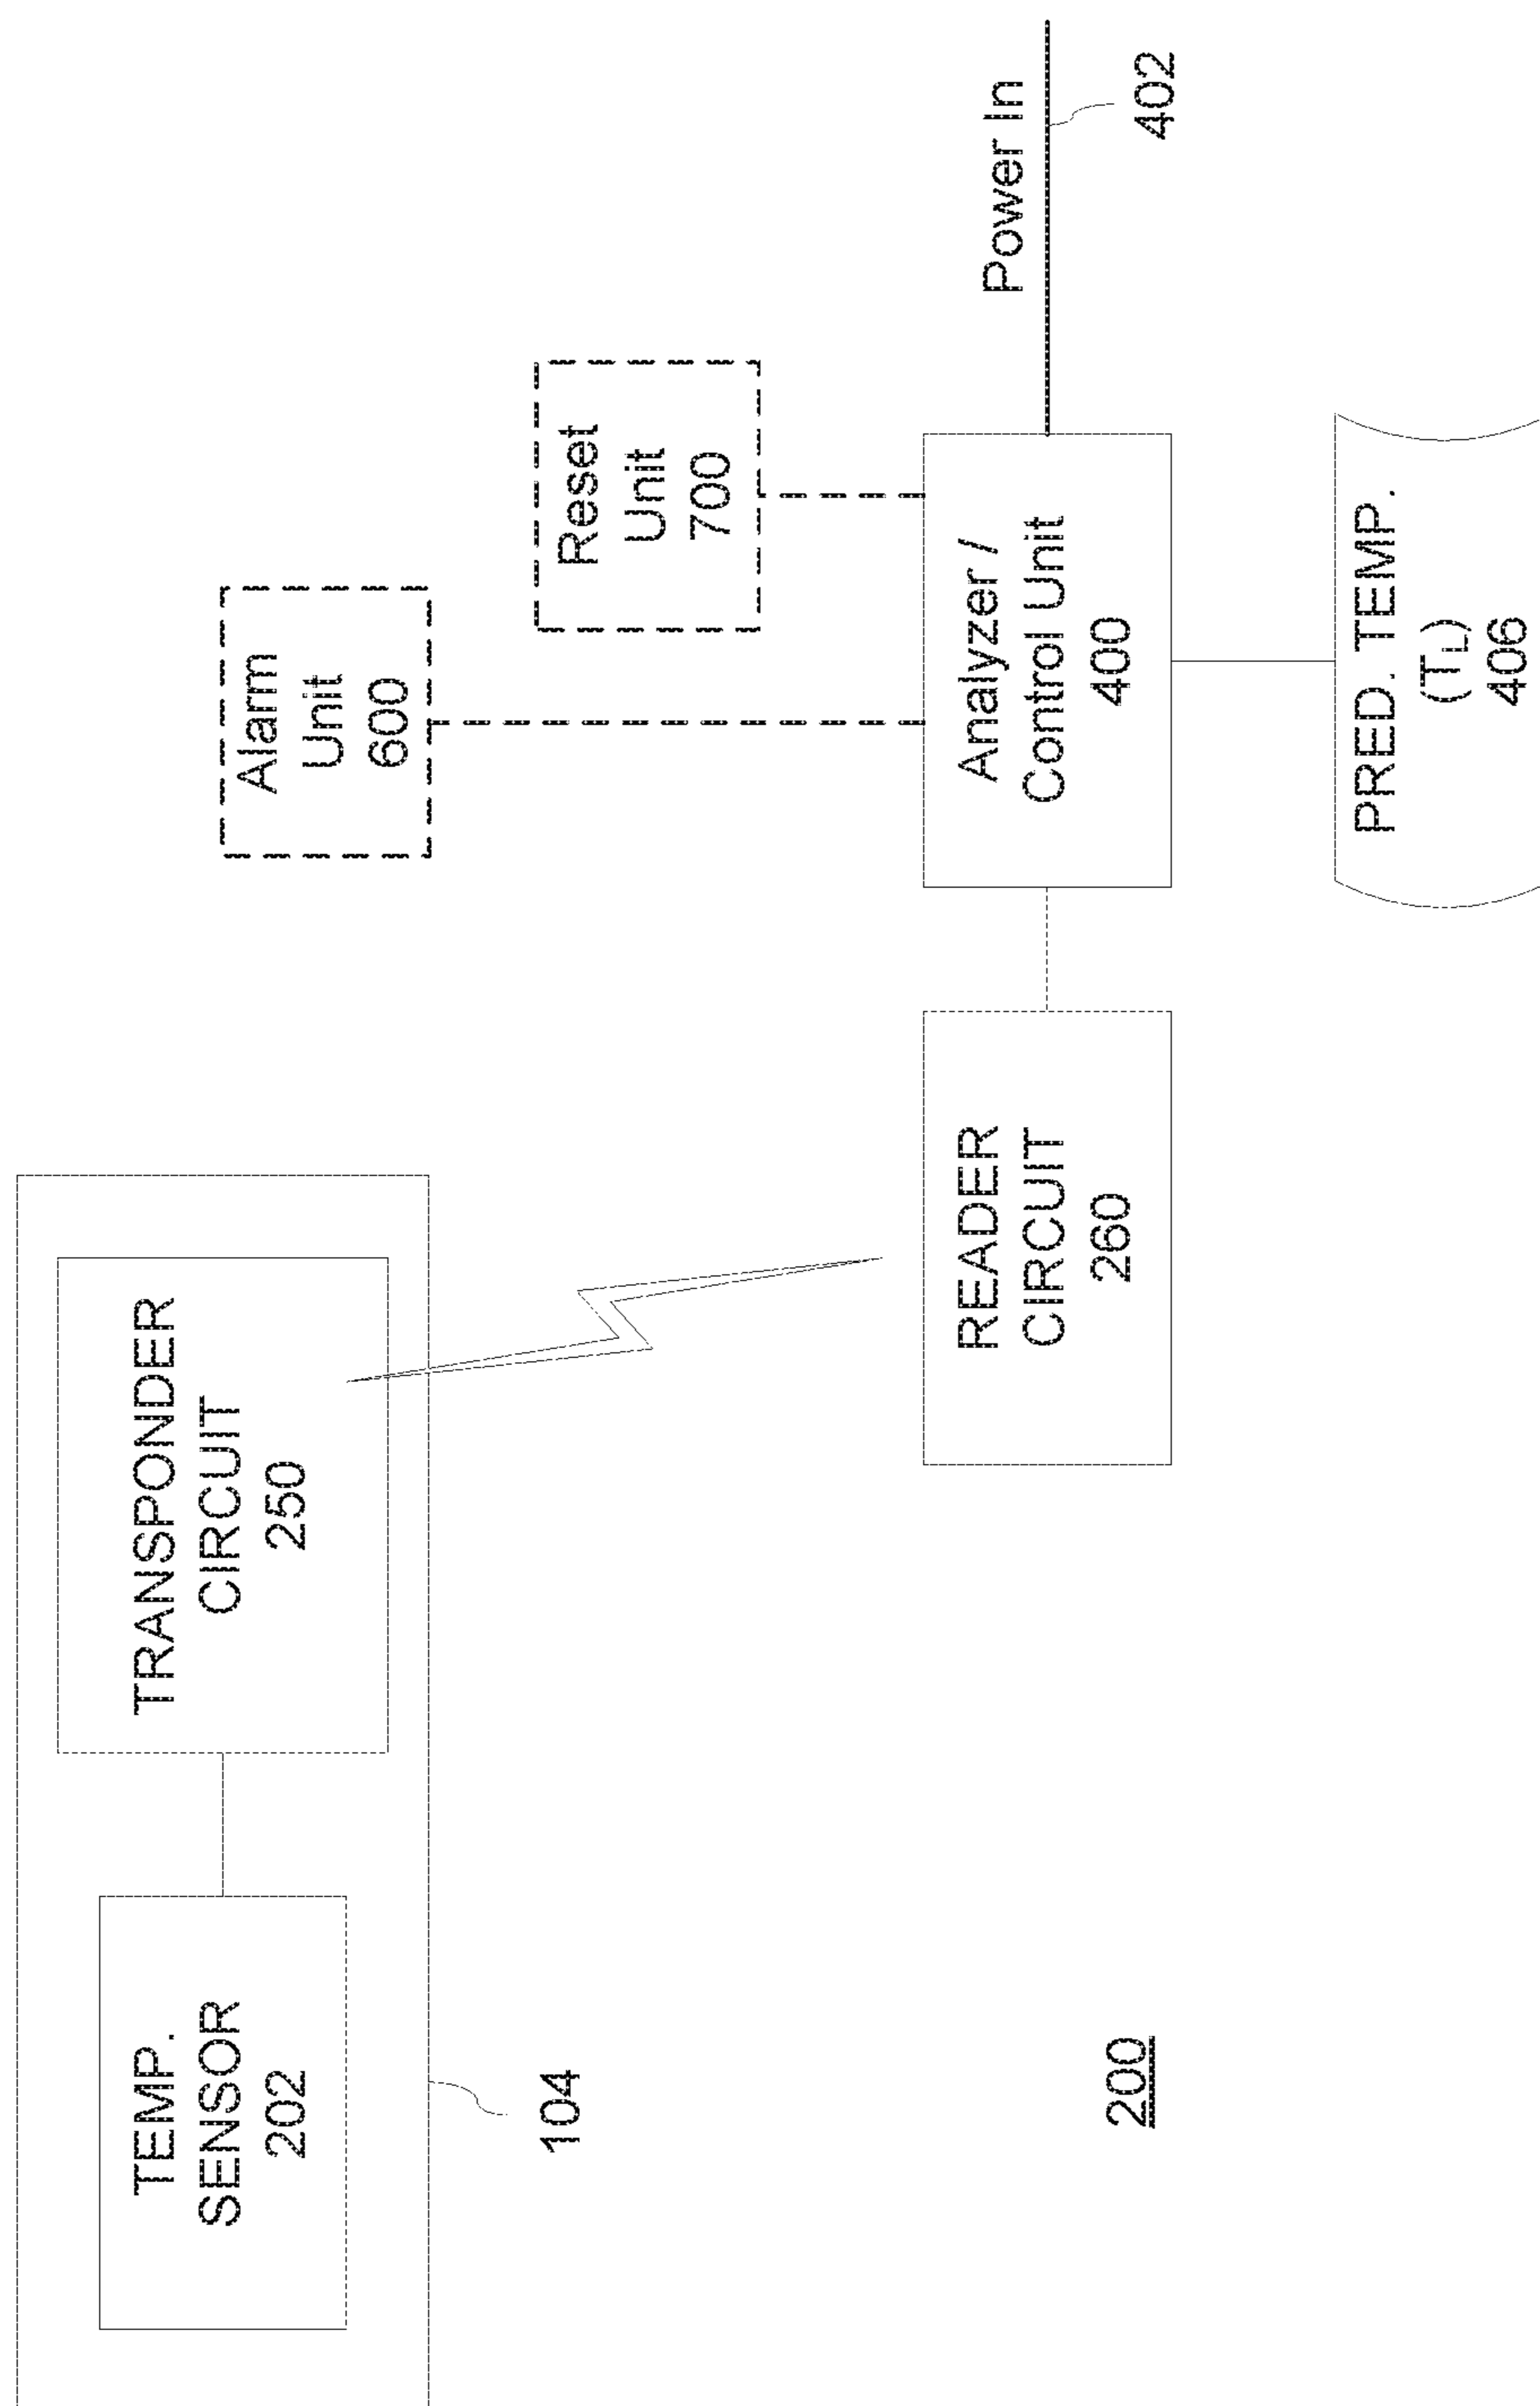 TEMP.
SENSOR
202
TRANSPONDER
CIRCUIT
250
104
Alarm
Unit
600
Reset
Unit
700
READER
CIRCUIT
260
Analyzer /
Control Unit
400
Power In
402
PRED. TEMP.
(TL)
406
200